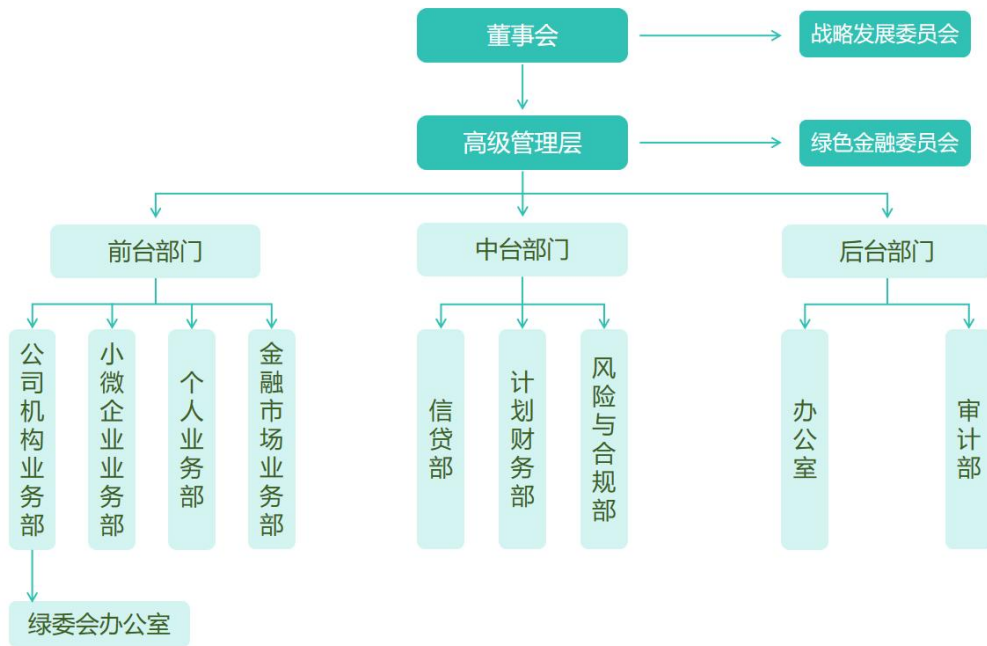 董事会
战略发展委员会
高级管理层
绿色金融委员会
前台部门
中台部门
后台部门
公司机构业务部
小微企业业务部
个人业务部
金融市场业务部
信贷部
计划财务部
风险与合规部
办公室
审计部
绿委会办公室